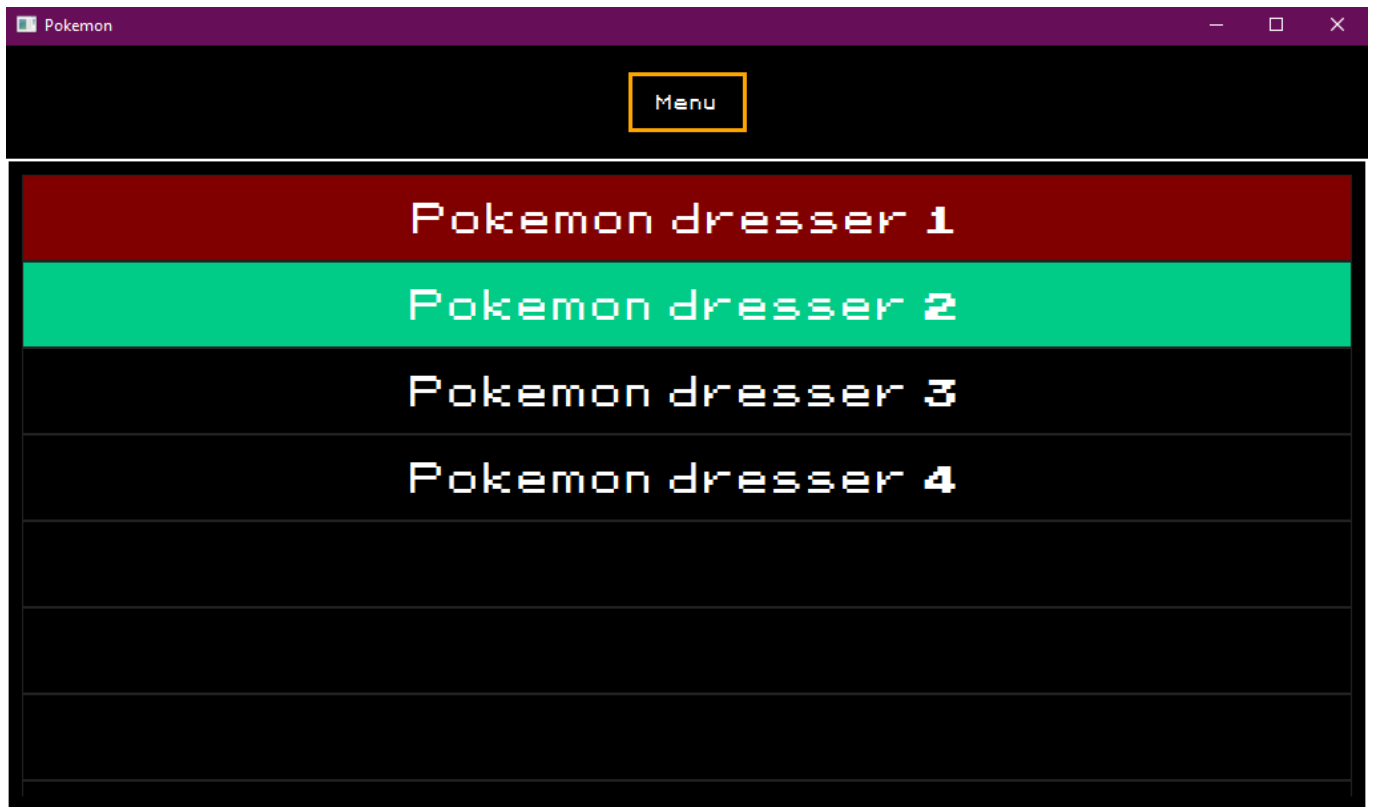 Pokemon
Menu
Pokemon dresser 1
Pokemon dresser 2
Pokemon dresser 3
Pokemon dresser 4